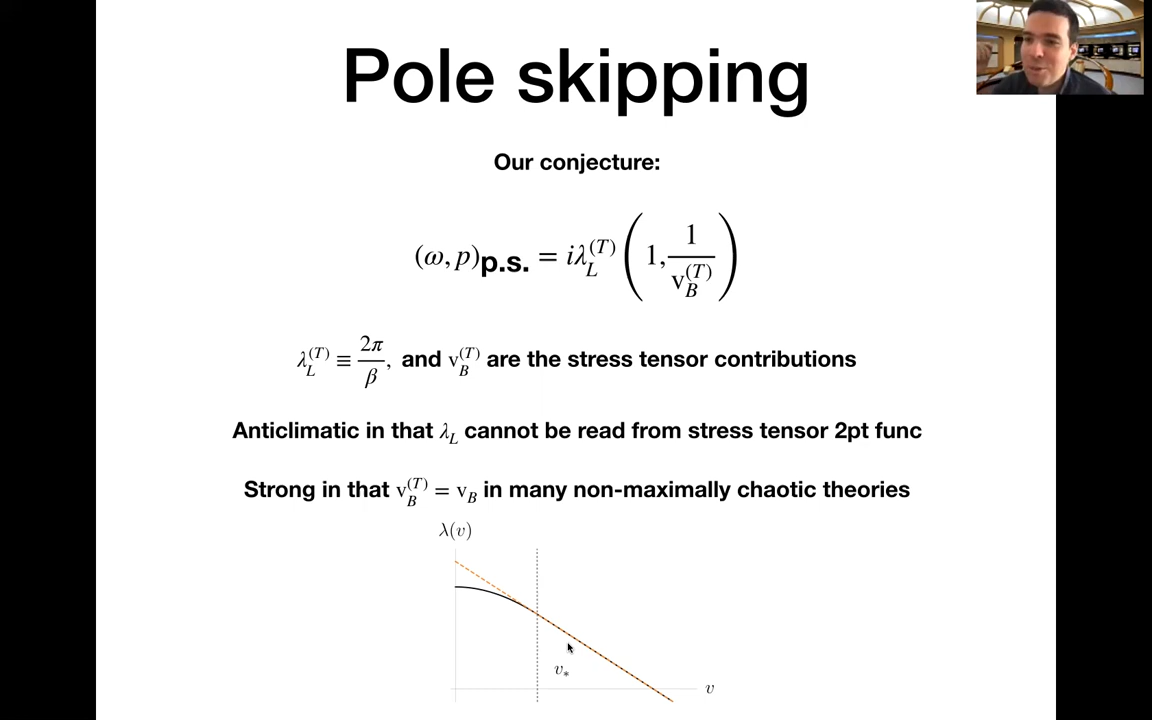 Pole skipping
Our conjecture:
(ω, p)p.s. = iλ_L^(T) (1, 1/v_B^(T))
λ_L^(T) ≡ 2π/β, and v_B^(T) are the stress tensor contributions
Anticlimatic in that λ_L cannot be read from stress tensor 2pt func
Strong in that v_B^(T) = v_B in many non-maximally chaotic theories
λ(v)
v_*
v